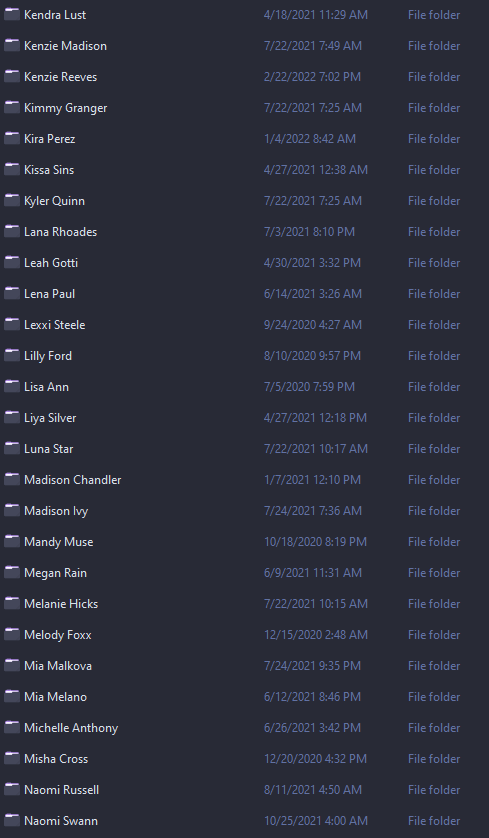 Kendra Lust 4/18/2021 11:29 AM File folder
Kenzie Madison 7/22/2021 7:49 AM File folder
Kenzie Reeves 2/22/2022 7:02 PM File folder
Kimmy Granger 7/22/2021 7:25 AM File folder
Kira Perez 1/4/2022 8:42 AM File folder
Kissa Sins 4/27/2021 12:38 AM File folder
Kyler Quinn 7/22/2021 7:25 AM File folder
Lana Rhoades 7/3/2021 8:10 PM File folder
Leah Gotti 4/30/2021 3:32 PM File folder
Lena Paul 6/14/2021 3:26 AM File folder
Lexxi Steele 9/24/2020 4:27 AM File folder
Lilly Ford 8/10/2020 9:57 PM File folder
Lisa Ann 7/5/2020 7:59 PM File folder
Liya Silver 4/27/2021 12:18 PM File folder
Luna Star 7/22/2021 10:17 AM File folder
Madison Chandler 1/7/2021 12:10 PM File folder
Madison Ivy 7/24/2021 7:36 AM File folder
Mandy Muse 10/18/2020 8:19 PM File folder
Megan Rain 6/9/2021 11:31 AM File folder
Melanie Hicks 7/22/2021 10:15 AM File folder
Melody Foxx 12/15/2020 2:48 AM File folder
Mia Malkova 7/24/2021 9:35 PM File folder
Mia Melano 6/12/2021 8:46 PM File folder
Michelle Anthony 6/26/2021 3:42 PM File folder
Misha Cross 12/20/2020 4:32 PM File folder
Naomi Russell 8/11/2021 4:50 AM File folder
Naomi Swann 10/25/2021 4:00 AM File folder